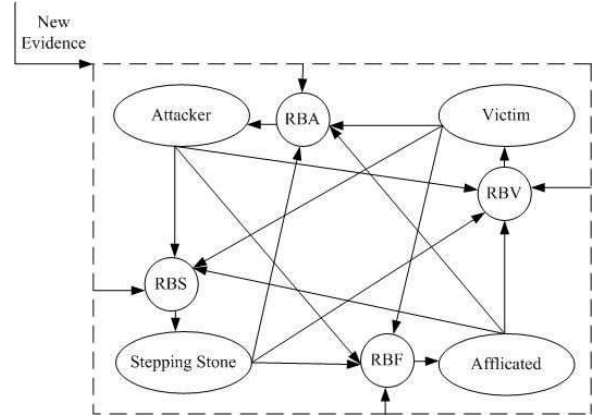 New
Evidence
Attacker
RBA
Victim
RBV
RBS
Stepping Stone
RBF
Afflicated